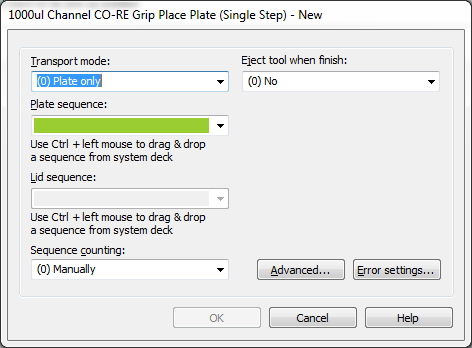 1000ul Channel CO-RE Grip Place Plate (Single Step) - New
Transport mode:
(0) Plate only
Eject tool when finish:
(0) No
Plate sequence:
Use Ctrl + left mouse to drag & drop
a sequence from system deck
Lid sequence:
Use Ctrl + left mouse to drag & drop
a sequence from system deck
Sequence counting:
(0) Manually
Advanced...
Error settings...
OK
Cancel
Help